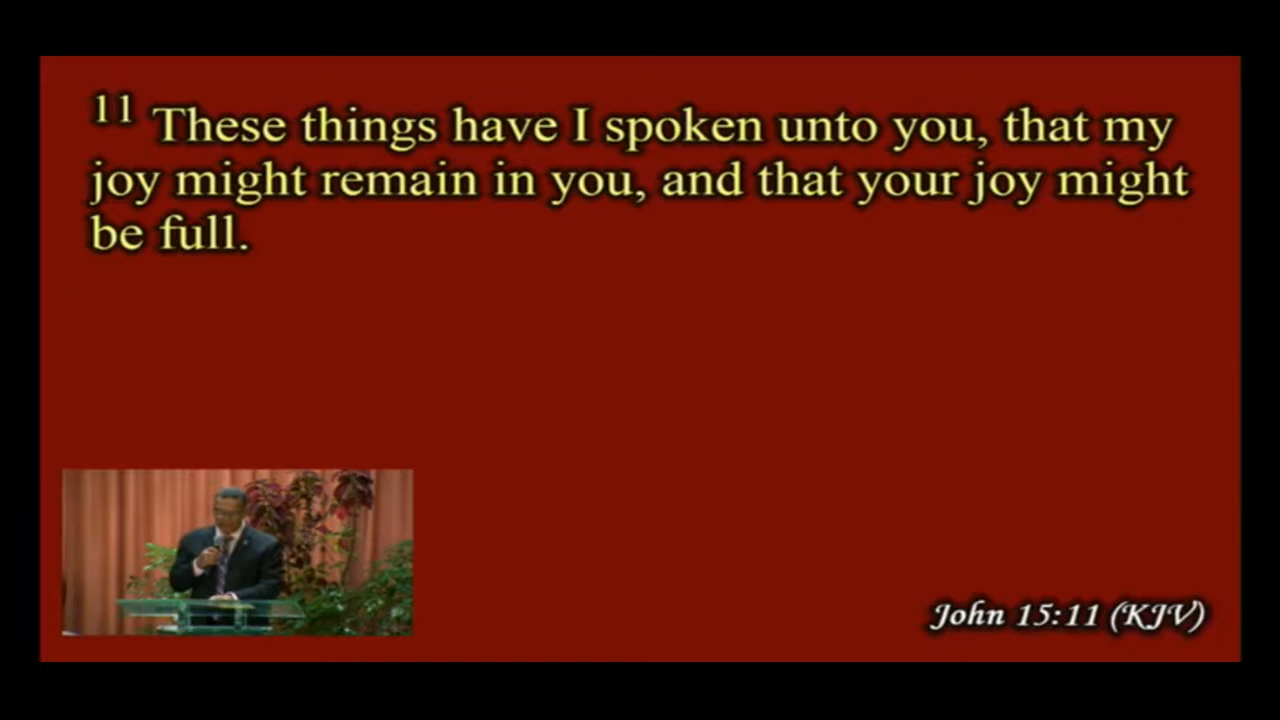 11 These things have I spoken unto you, that my
joy might remain in you, and that your joy might
be full.
John 15:11 (KJV)